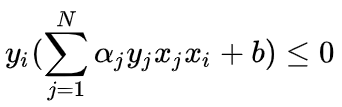 $y_i(\sum_{j=1}^{N} \alpha_j y_j x_j x_i + b) \leq 0$